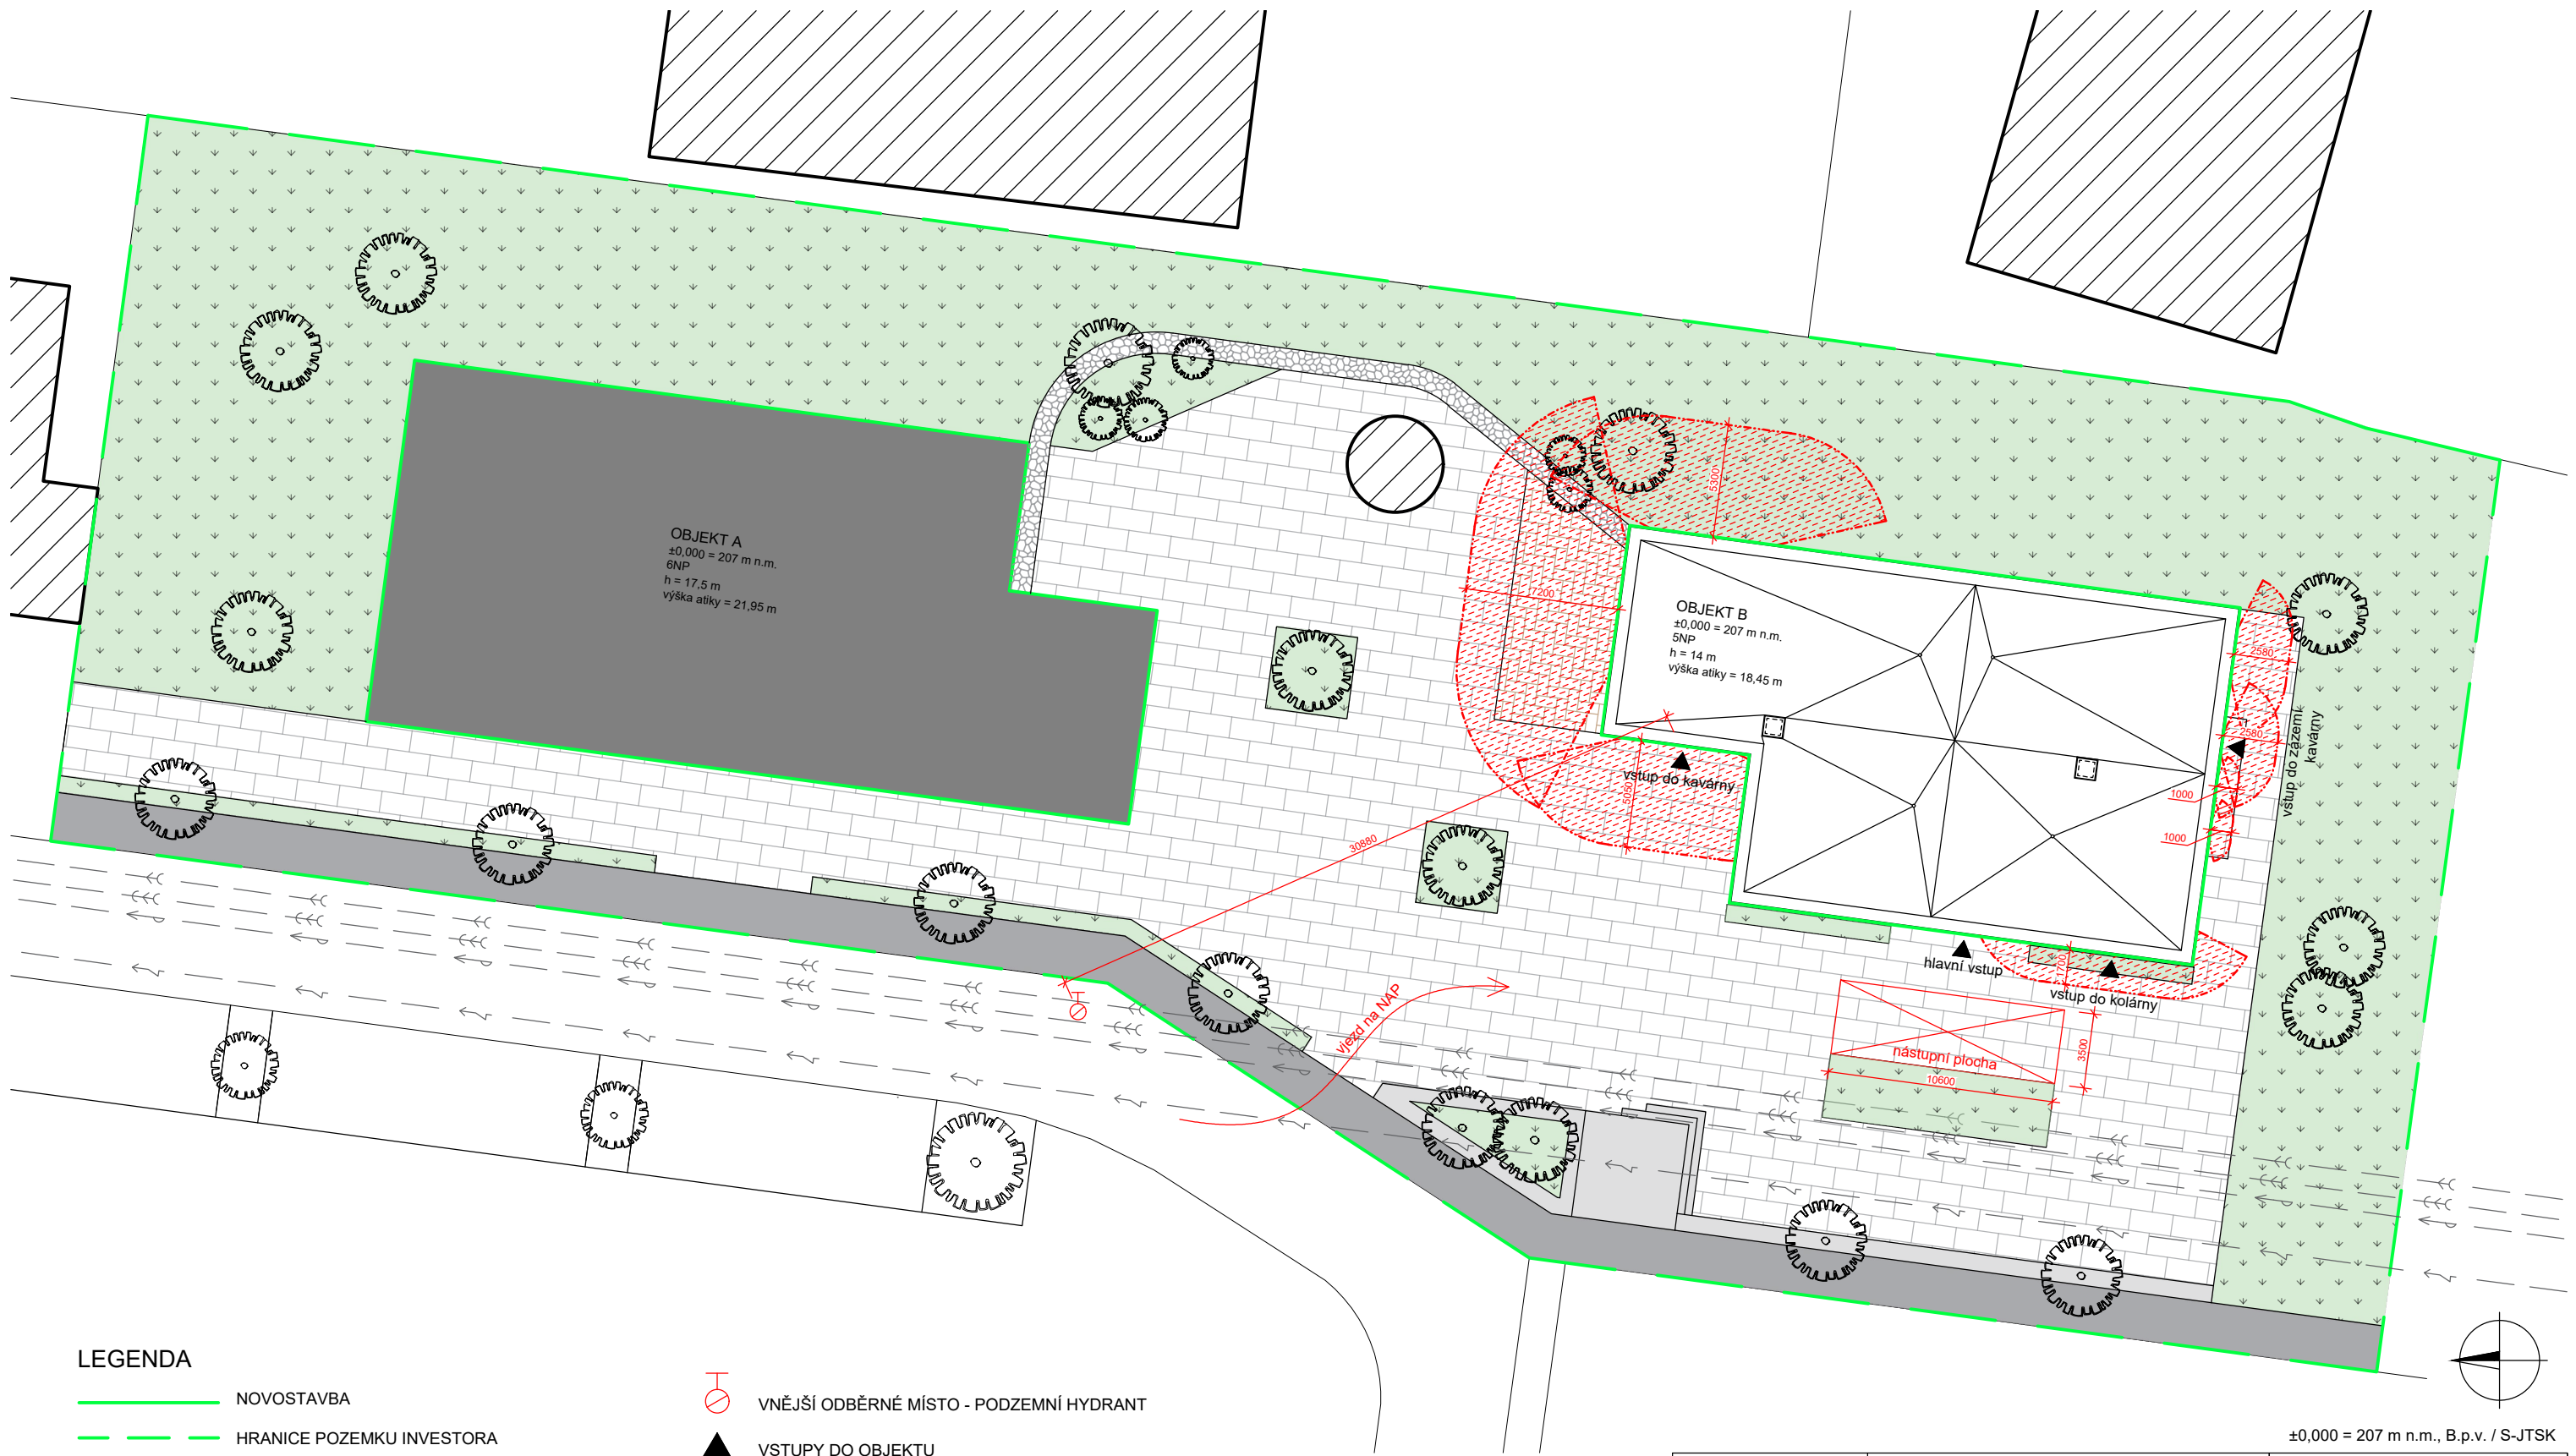 OBJEKT A
±0,000 = 207 m n.m.
6NP
h = 17,5 m
výška atiky = 21,95 m
5300
7200
OBJEKT B
±0,000 = 207 m n.m.
5NP
h = 14 m
výška atiky = 18,45 m
2580
2580
vstup do zázemí
kavárny
1000
1000
vstup do kavárny
5050
30880
hlavní vstup
1700
vstup do kolárny
vjezd na NAP
nástupní plocha
3500
10600
LEGENDA
NOVOSTAVBA
HRANICE POZEMKU INVESTORA
VNĚJŠÍ ODBĚRNÉ MÍSTO - PODZEMNÍ HYDRANT
VSTUPY DO OBJEKTU
±0,000 = 207 m n.m., B.p.v. / S-JTSK